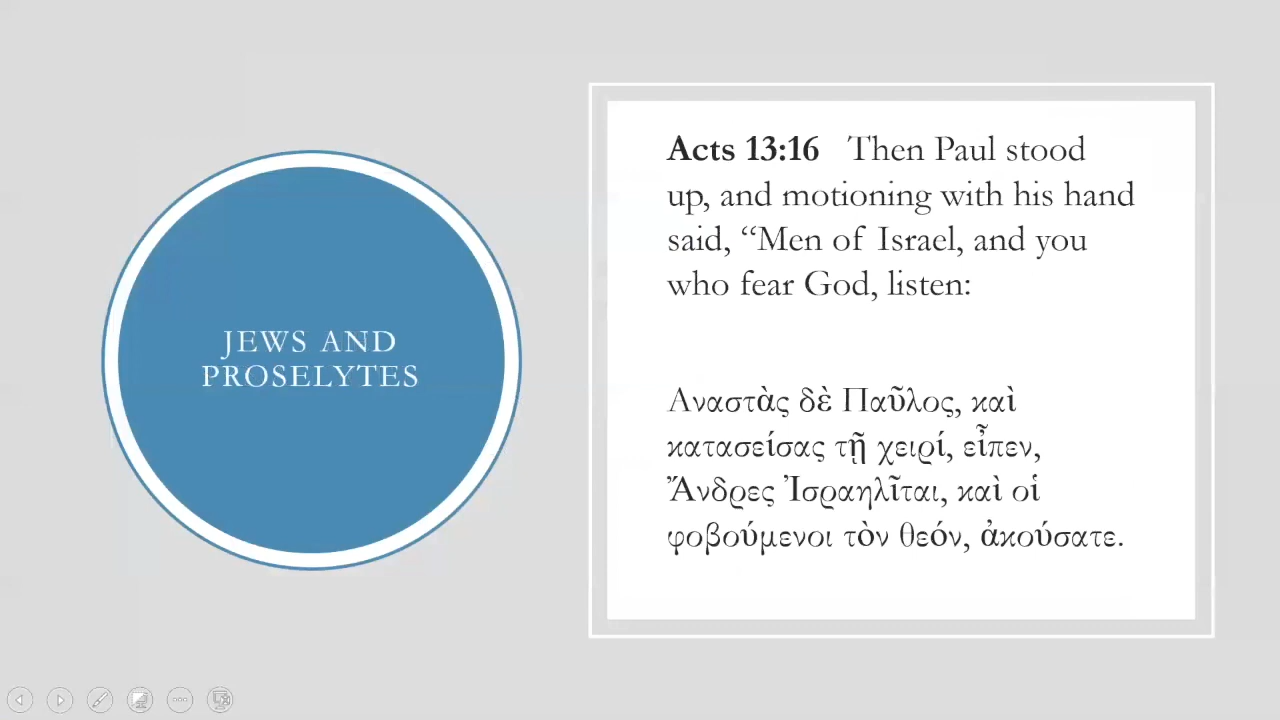 JEWS AND
PROSELYTES
Acts 13:16 Then Paul stood
up, and motioning with his hand
said, “Men of Israel, and you
who fear God, listen:
Αναστὰς δὲ Παῦλος, καὶ
κατασείσας τῇ χειρί, εἶπεν,
Ἄνδρες Ἰσραηλῖται, καὶ οἱ
φοβούμενοι τὸν θεόν, ἀκούσατε.